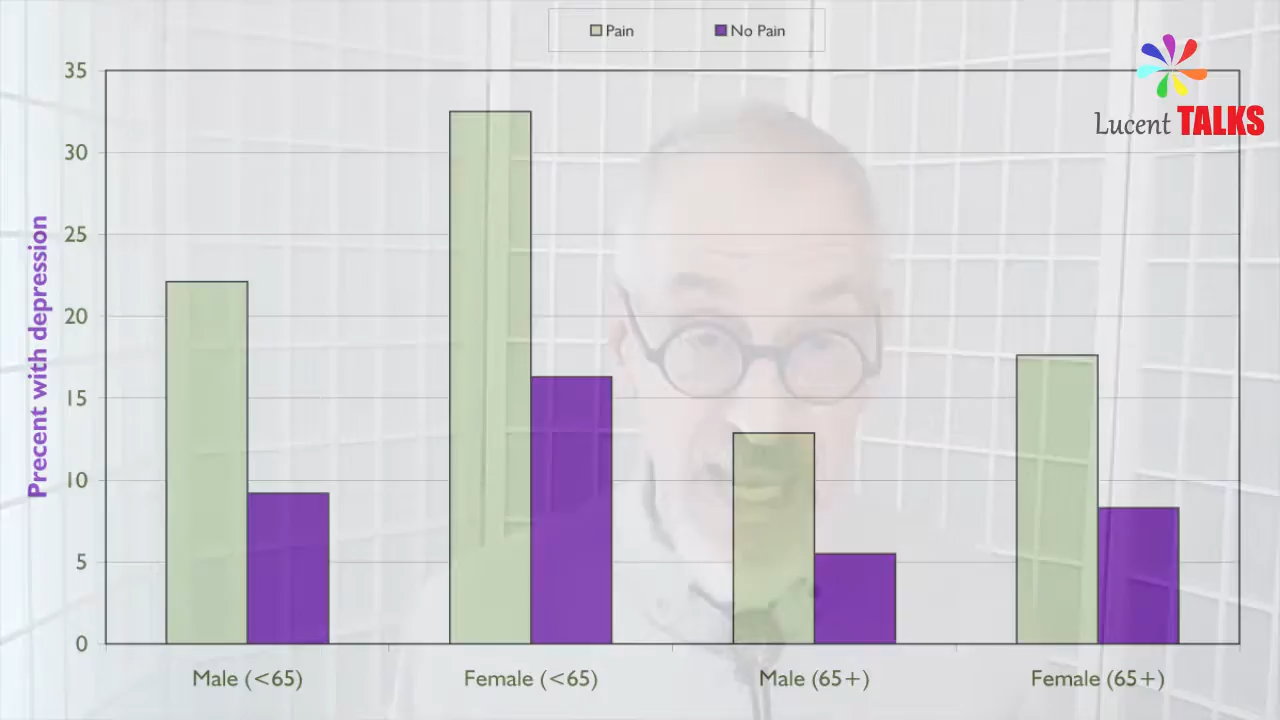 Pain
No Pain
Lucent TALKS
35
30
25
20
15
10
5
0
Precent with depression
Male (<65)
Female (<65)
Male (65+)
Female (65+)